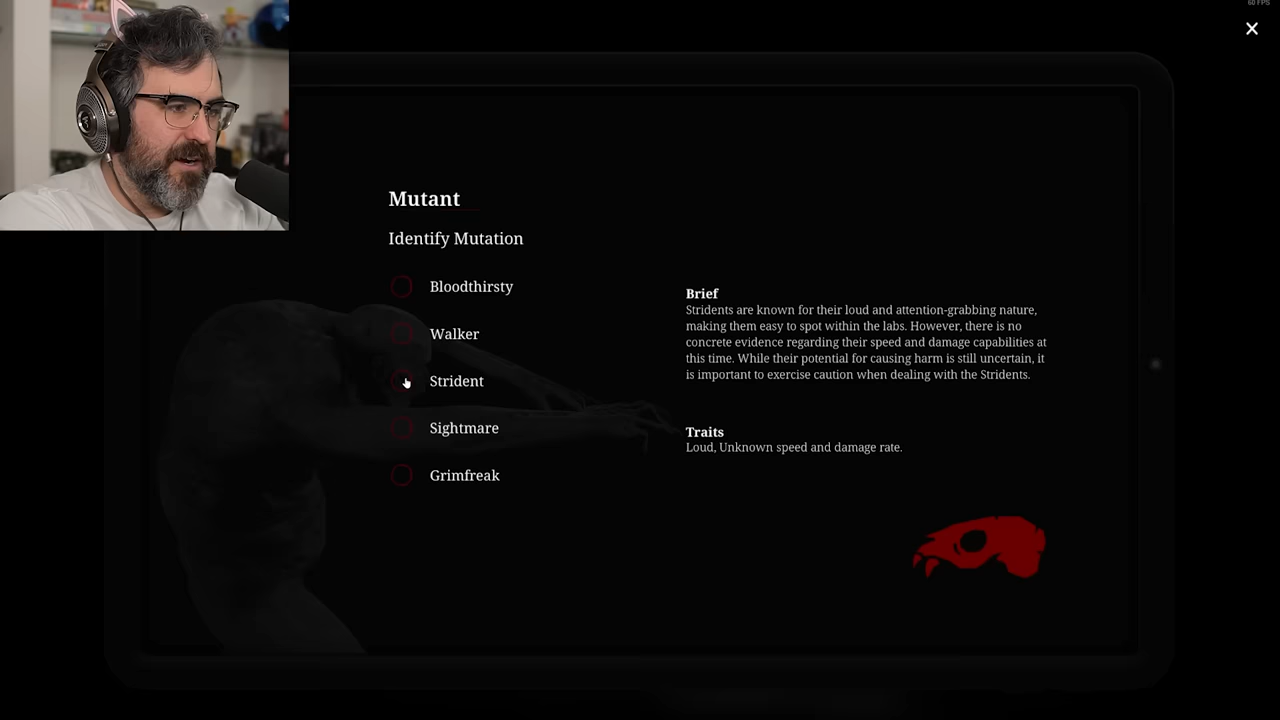 60 FPS
Mutant
Identify Mutation
Bloodthirsty
Walker
Strident
Sightmare
Grimfreak
Brief
Stridents are known for their loud and attention-grabbing nature,
making them easy to spot within the labs. However, there is no
concrete evidence regarding their speed and damage capabilities at
this time. While their potential for causing harm is still uncertain, it
is important to exercise caution when dealing with the Stridents.
Traits
Loud, Unknown speed and damage rate.